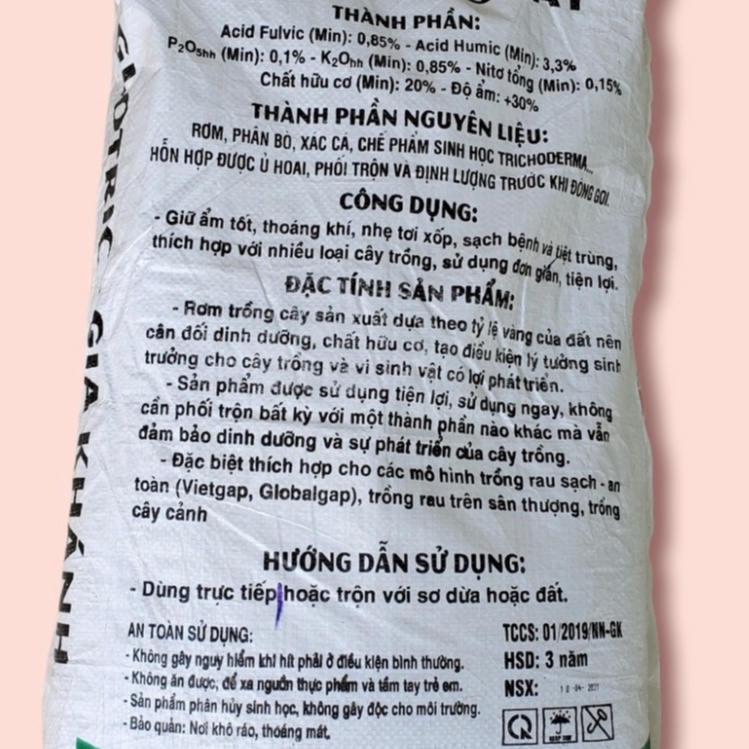 THÀNH PHẦN:
Acid Fulvic (Min): 0,85% - Acid Humic (Min): 3,3%
P₂O₅hh (Min): 0,1% - K₂Ohh (Min): 0,85% - Nitơ tổng (Min): 0,15%
Chất hữu cơ (Min): 20% - Độ ẩm: +30%
THÀNH PHẦN NGUYÊN LIỆU:
RƠM, PHÂN BÒ, XÁC CÁ, CHẾ PHẨM SINH HỌC TRICHODERMA...
HỖN HỢP ĐƯỢC Ủ HOAI, PHỐI TRỘN VÀ ĐỊNH LƯỢNG TRƯỚC KHI ĐÓNG GÓI.
CÔNG DỤNG:
- Giữ ẩm tốt, thoáng khí, nhẹ tơi xốp, sạch bệnh và tiệt trùng,
thích hợp với nhiều loại cây trồng, sử dụng đơn giản, tiện lợi.
ĐẶC TÍNH SẢN PHẨM:
- Rơm trồng cây sản xuất dựa theo tỷ lệ vàng của đất nên
cân đối dinh dưỡng, chất hữu cơ, tạo điều kiện lý tưởng sinh
trưởng cho cây trồng và vi sinh vật có lợi phát triển.
- Sản phẩm được sử dụng tiện lợi, sử dụng ngay, không
cần phối trộn bất kỳ với một thành phần nào khác mà vẫn
đảm bảo dinh dưỡng và sự phát triển của cây trồng.
- Đặc biệt thích hợp cho các mô hình trồng rau sạch - an
toàn (Vietgap, Globalgap), trồng rau trên sân thượng, trồng
cây cảnh
HƯỚNG DẪN SỬ DỤNG:
- Dùng trực tiếp hoặc trộn với sơ dừa hoặc đất.
AN TOÀN SỬ DỤNG:
- Không gây nguy hiểm khi hít phải ở điều kiện bình thường.
- Không ăn được, để xa nguồn thực phẩm và tầm tay trẻ em.
- Sản phẩm phân hủy sinh học, không gây độc cho môi trường.
- Bảo quản: Nơi khô ráo, thoáng mát.
TCCS: 01/2019/NN-GK
HSD: 3 năm
NSX: 10-04-2021
KEEP DRY
GIA KHÁNH